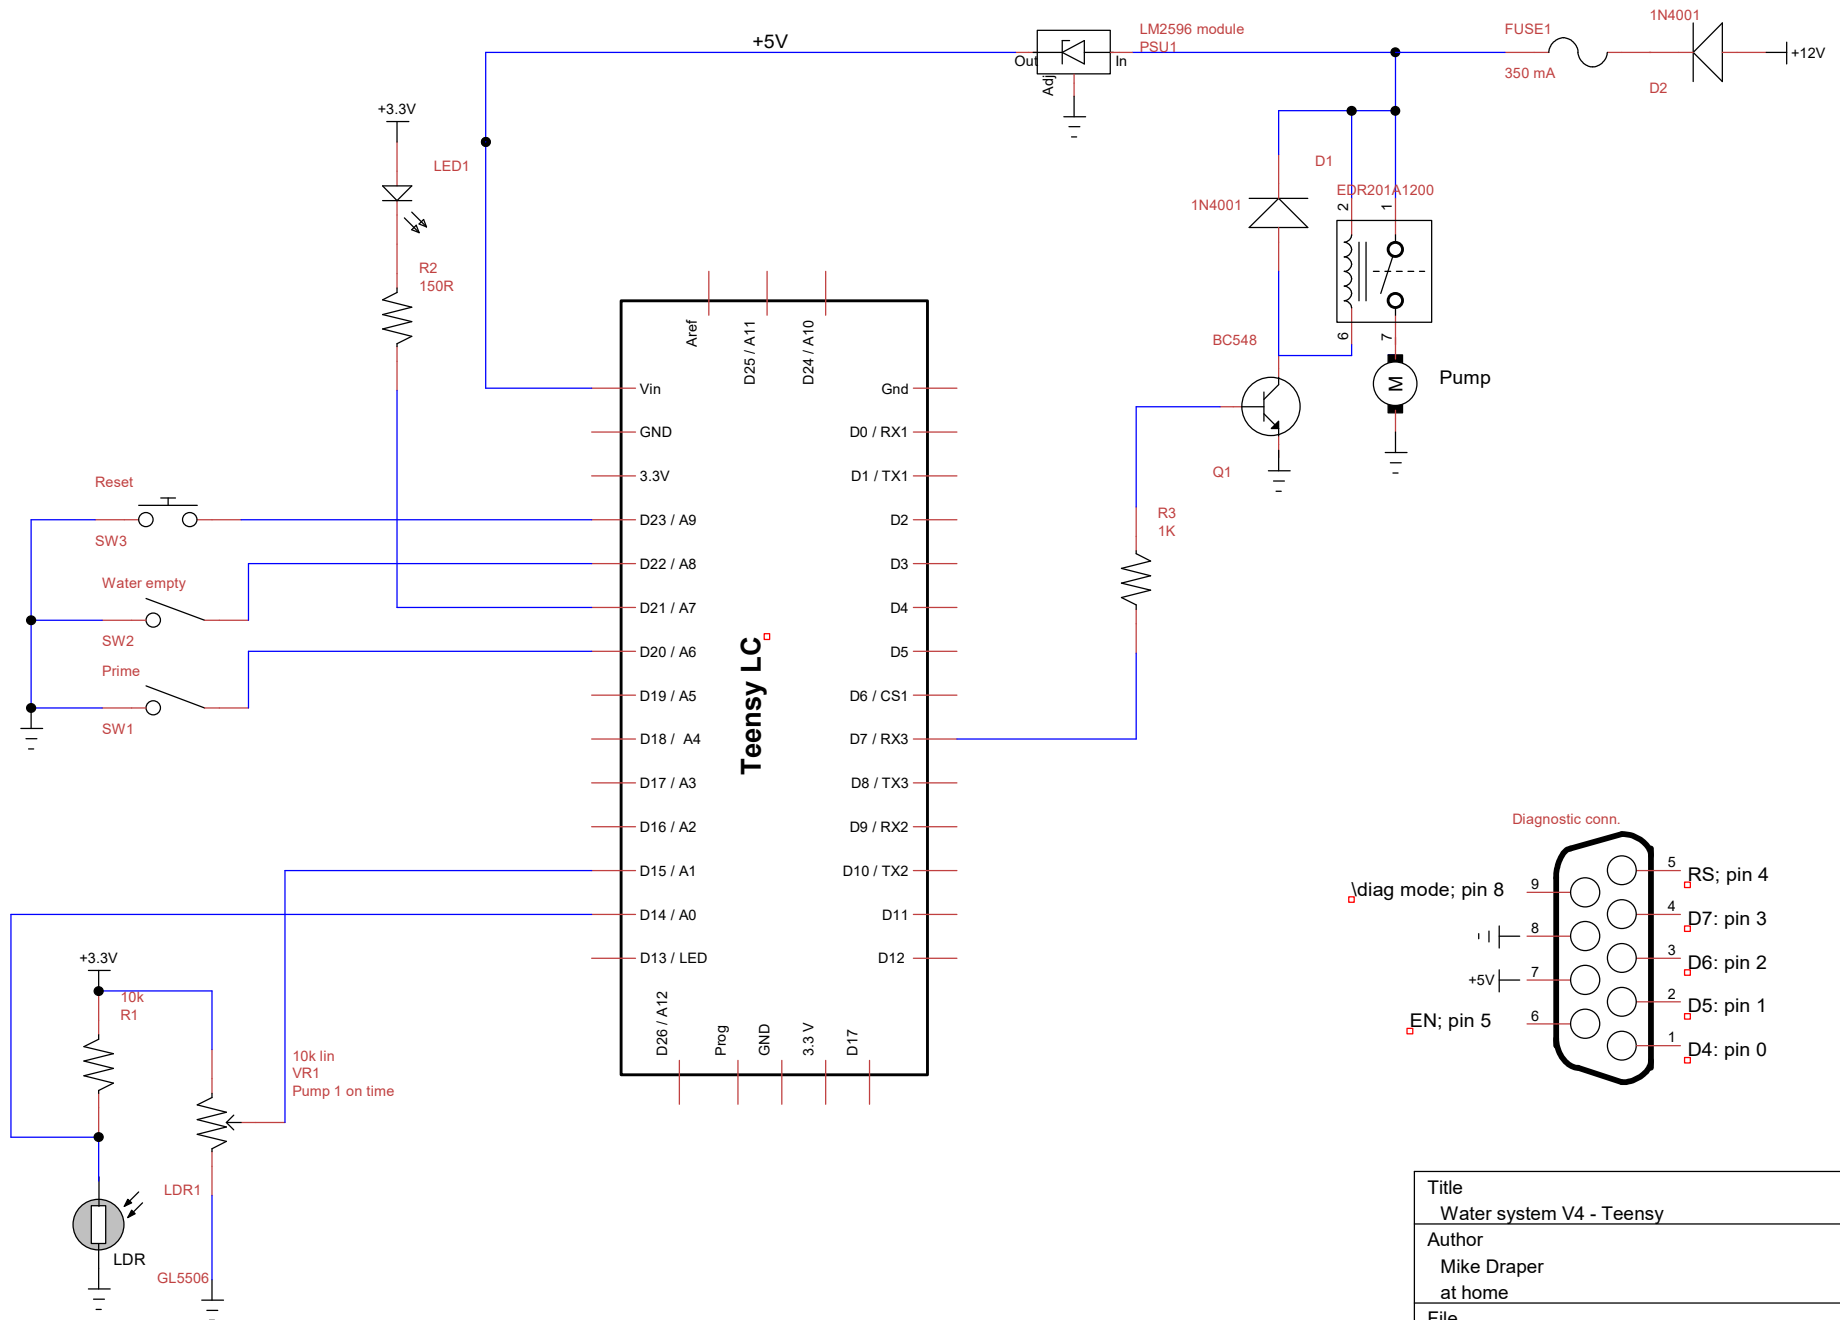 +5V
LM2596 module
PSU1
Out
In
Adj
FUSE1
350 mA
1N4001
D2
+12V
+3.3V
LED1
R2
150R
D1
EDR201A1200
1N4001
2
1
6
7
BC548
M
Pump
Q1
R3
1K
Aref
D25 / A11
D24 / A10
Vin
GND
3.3V
D23 / A9
D22 / A8
D21 / A7
D20 / A6
D19 / A5
D18 /  A4
D17 / A3
D16 / A2
D15 / A1
D14 / A0
D13 / LED
Teensy LC
Gnd
D0 / RX1
D1 / TX1
D2
D3
D4
D5
D6 / CS1
D7 / RX3
D8 / TX3
D9 / RX2
D10 / TX2
D11
D12
D26 / A12
Prog
GND
3.3 V
D17
Reset
SW3
Water empty
SW2
Prime
SW1
+3.3V
10k
R1
10k lin
VR1
Pump 1 on time
LDR1
LDR
GL5506
Diagnostic conn.
\diag mode; pin 8
9
8
+5V
7
EN; pin 5
6
5
RS; pin 4
4
D7: pin 3
3
D6: pin 2
2
D5: pin 1
1
D4: pin 0
Title
Water system V4 - Teensy
Author
Mike Draper
at home
File